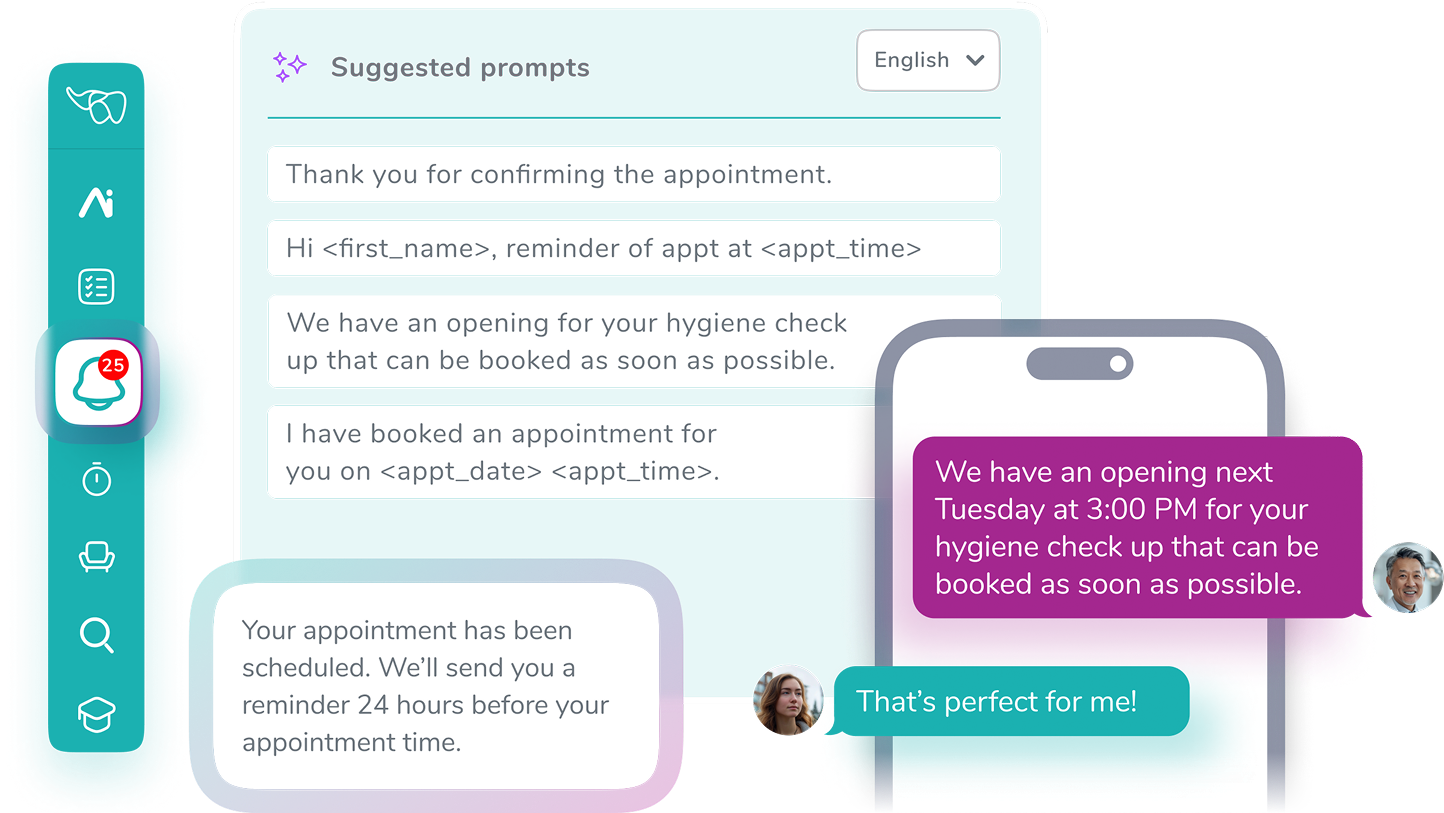 Suggested prompts
English
Ai
25
Thank you for confirming the appointment.
Hi <first_name>, reminder of appt at <appt_time>
We have an opening for your hygiene check
up that can be booked as soon as possible.
I have booked an appointment for
you on <appt_date> <appt_time>.
We have an opening next
Tuesday at 3:00 PM for your
hygiene check up that can be
booked as soon as possible.
That’s perfect for me!
Your appointment has been
scheduled. We’ll send you a
reminder 24 hours before your
appointment time.